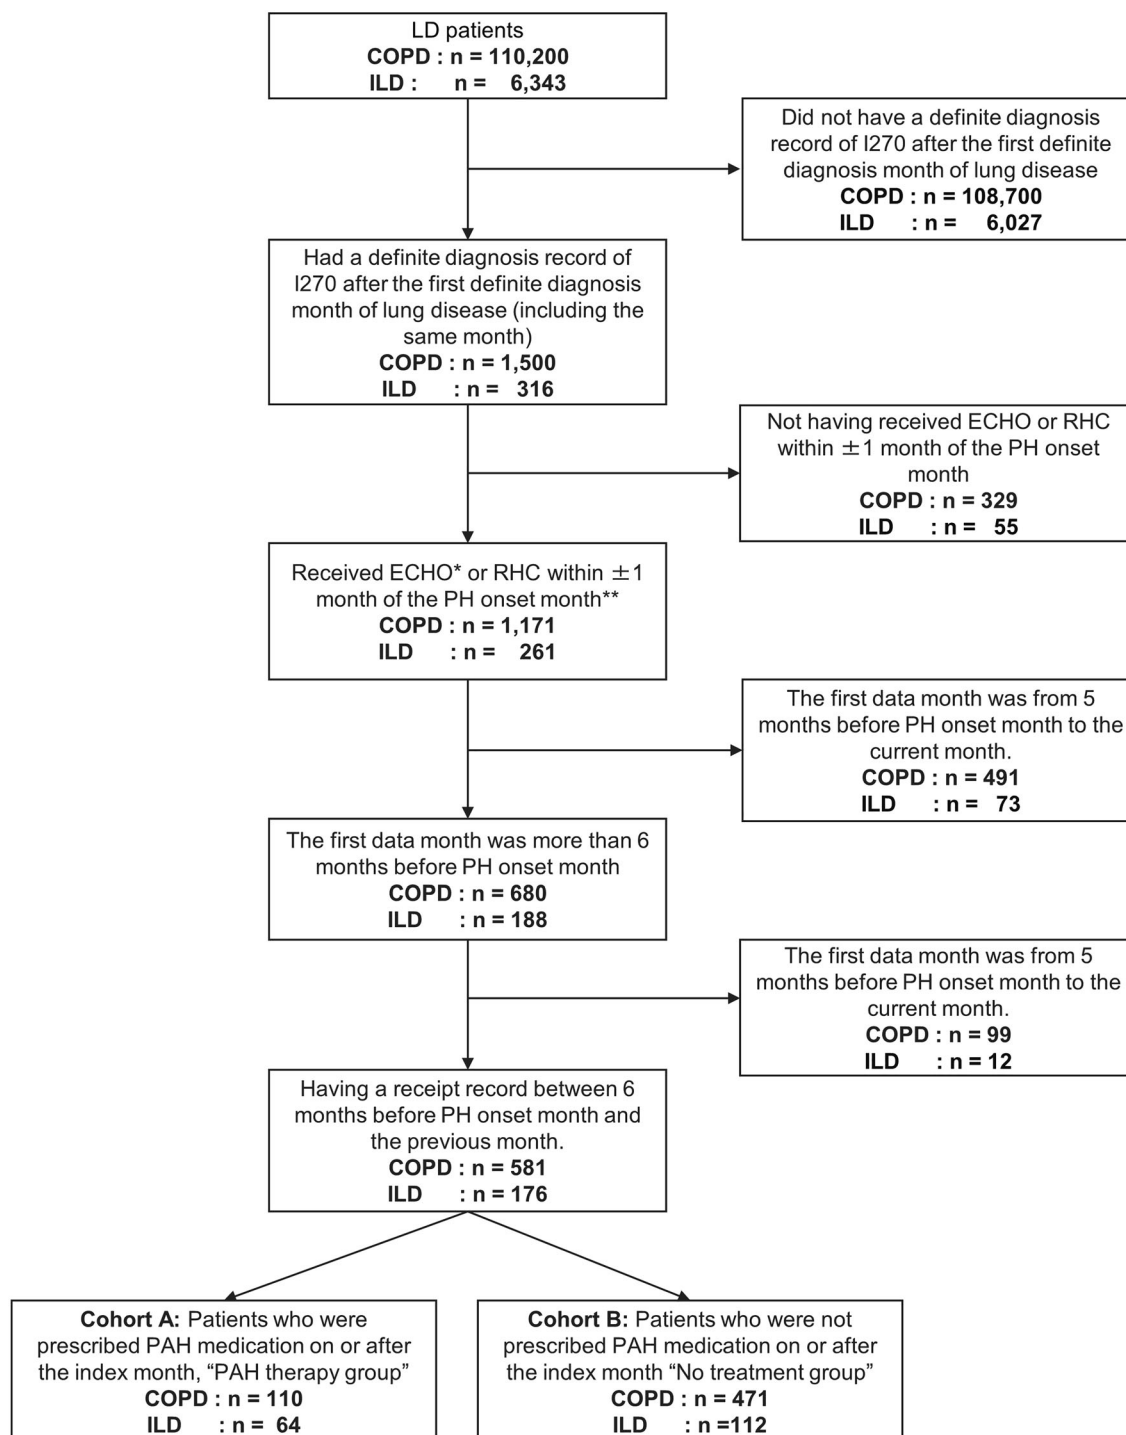 LD patients
COPD : n = 110,200
ILD : n = 6,343
Did not have a definite diagnosis
record of I270 after the first definite
diagnosis month of lung disease
COPD : n = 108,700
ILD : n = 6,027
Had a definite diagnosis record of
I270 after the first definite diagnosis
month of lung disease (including the
same month)
COPD : n = 1,500
ILD : n = 316
Not having received ECHO or RHC
within ±1 month of the PH onset
month
COPD : n = 329
ILD : n = 55
Received ECHO* or RHC within ±1
month of the PH onset month**
COPD : n = 1,171
ILD : n = 261
The first data month was from 5
months before PH onset month to the
current month.
COPD : n = 491
ILD : n = 73
The first data month was more than 6
months before PH onset month
COPD : n = 680
ILD : n = 188
The first data month was from 5
months before PH onset month to the
current month.
COPD : n = 99
ILD : n = 12
Having a receipt record between 6
months before PH onset month and
the previous month.
COPD : n = 581
ILD : n = 176
Cohort A: Patients who were
prescribed PAH medication on or after
the index month, “PAH therapy group”
COPD : n = 110
ILD : n = 64
Cohort B: Patients who were not
prescribed PAH medication on or after
the index month “No treatment group”
COPD : n = 471
ILD : n =112